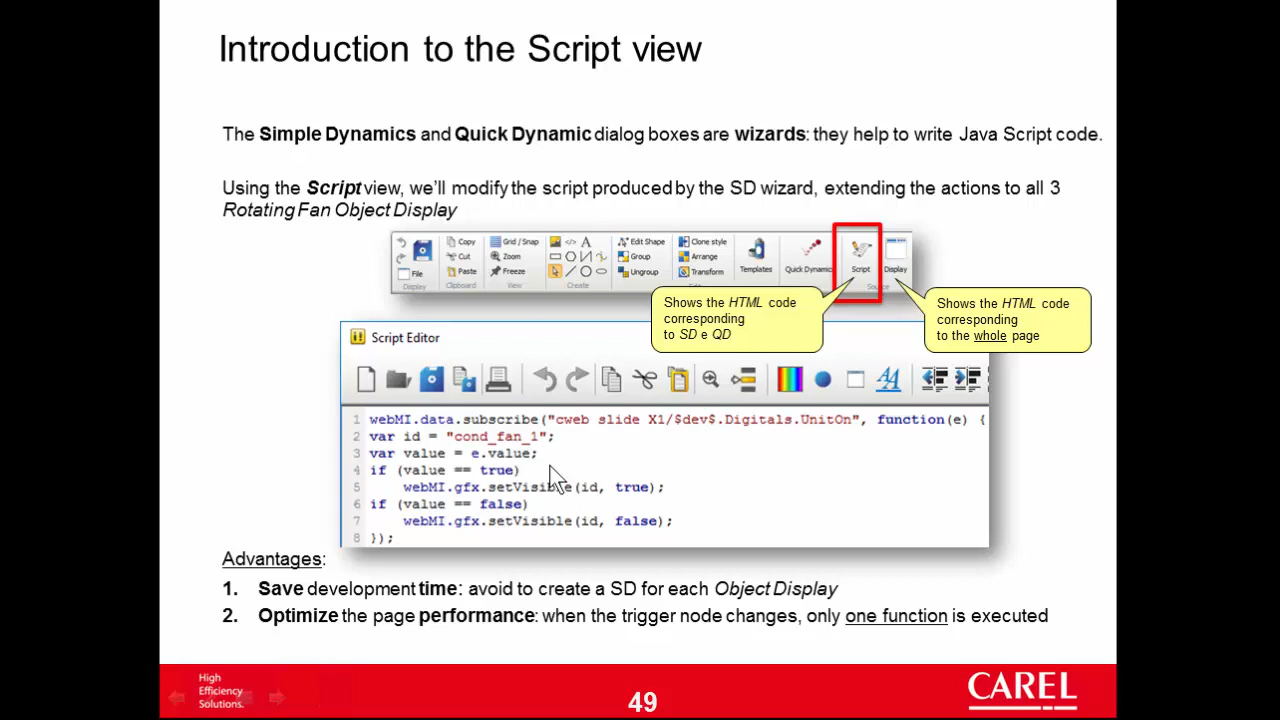 Introduction to the Script view
The Simple Dynamics and Quick Dynamic dialog boxes are wizards: they help to write Java Script code.
Using the Script view, we'll modify the script produced by the SD wizard, extending the actions to all 3
Rotating Fan Object Display
Copy
Cut
Paste
File
Display
Clipboard
Grid / Snap
Zoom
Freeze
View
Create
Edit Shape
Group
Ungroup
Clone style
Arrange
Transform
Templates
Quick Dynamic
Script
Display
Shows the HTML code
corresponding
to SD e QD
Shows the HTML code
corresponding
to the whole page
Script Editor
1 webMI.data.subscribe("cweb slide X1/$dev$.Digitals.UnitOn", function(e) {
2 var id = "cond_fan_1";
3 var value = e.value;
4 if (value == true)
5 webMI.gfx.setVisible(id, true);
6 if (value == false)
7 webMI.gfx.setVisible(id, false);
8 });
Advantages:
1. Save development time: avoid to create a SD for each Object Display
2. Optimize the page performance: when the trigger node changes, only one function is executed
High
Efficiency
Solutions.
49
CAREL